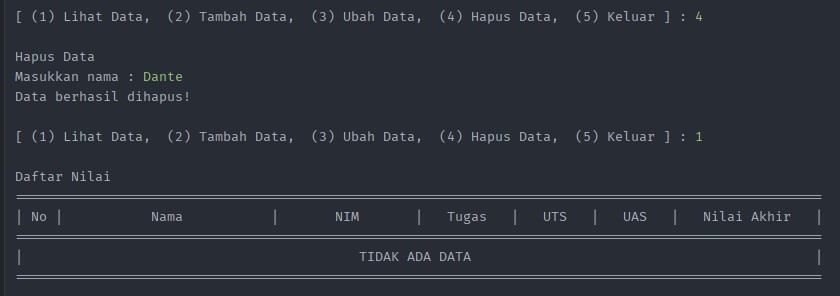 [ (1) Lihat Data,  (2) Tambah Data,  (3) Ubah Data,  (4) Hapus Data,  (5) Keluar ] : 4
Hapus Data
Masukkan nama : Dante
Data berhasil dihapus!
[ (1) Lihat Data,  (2) Tambah Data,  (3) Ubah Data,  (4) Hapus Data,  (5) Keluar ] : 1
Daftar Nilai
| No | Nama | NIM | Tugas | UTS | UAS | Nilai Akhir |
| TIDAK ADA DATA |